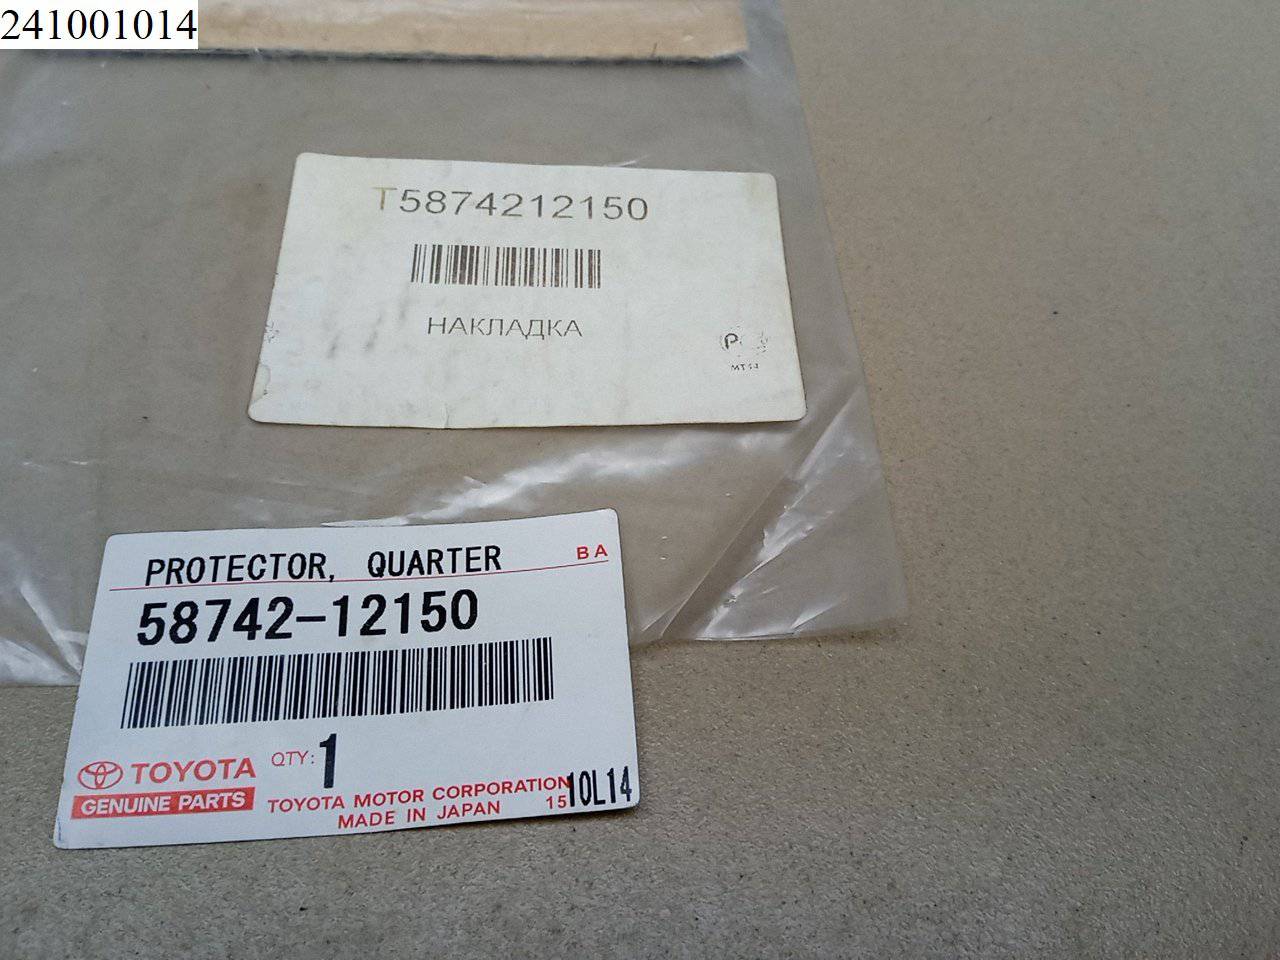 241001014
T5874212150
НАКЛАДКА
P
PROTECTOR, QUARTER BA
58742-12150
TOYOTA QTY: 1
GENUINE PARTS
TOYOTA MOTOR CORPORATION
MADE IN JAPAN 15 10L14